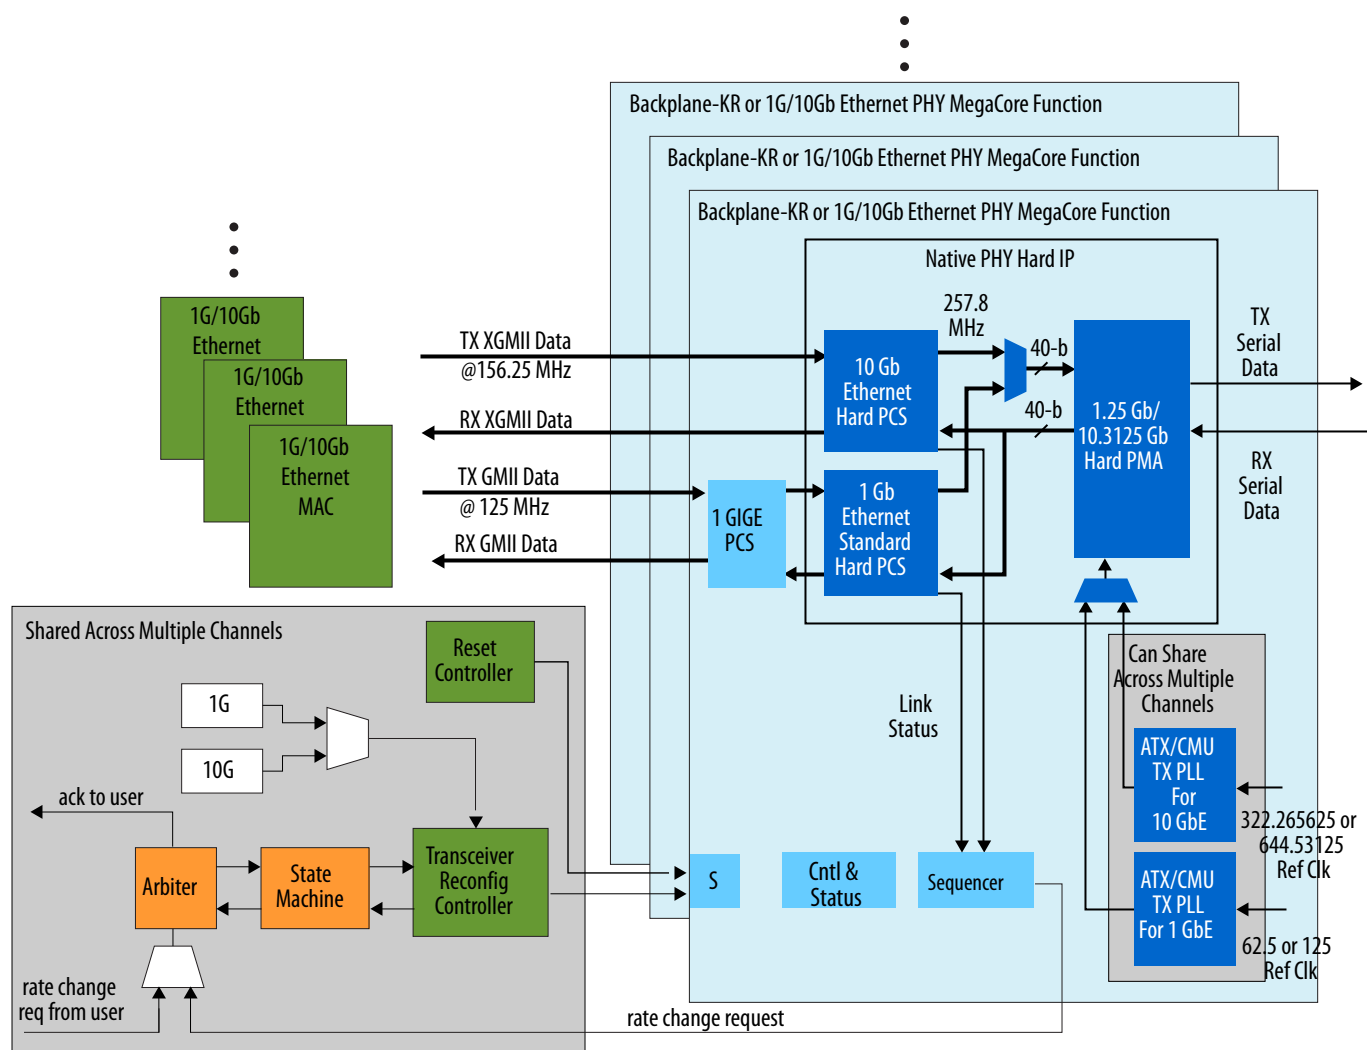 Backplane-KR or 1G/10Gb Ethernet PHY MegaCore Function
Backplane-KR or 1G/10Gb Ethernet PHY MegaCore Function
Backplane-KR or 1G/10Gb Ethernet PHY MegaCore Function
Native PHY Hard IP
257.8
MHz
40-b
40-b
TX
Serial
Data
RX
Serial
Data
1G/10Gb
Ethernet
1G/10Gb
Ethernet
1G/10Gb
Ethernet
MAC
TX XGMII Data
@156.25 MHz
RX XGMII Data
TX GMII Data
@ 125 MHz
RX GMII Data
10 Gb
Ethernet
Hard PCS
1 GIGE
PCS
1 Gb
Ethernet
Standard
Hard PCS
1.25 Gb/
10.3125 Gb
Hard PMA
Shared Across Multiple Channels
Reset
Controller
1G
10G
ack to user
Arbiter
State
Machine
Transceiver
Reconfig
Controller
rate change
req from user
rate change request
Link
Status
S
Cntl &
Status
Sequencer
Can Share
Across Multiple
Channels
ATX/CMU
TX PLL
For
10 GbE
322.265625 or
644.53125
Ref Clk
ATX/CMU
TX PLL
For 1 GbE
62.5 or 125
Ref Clk